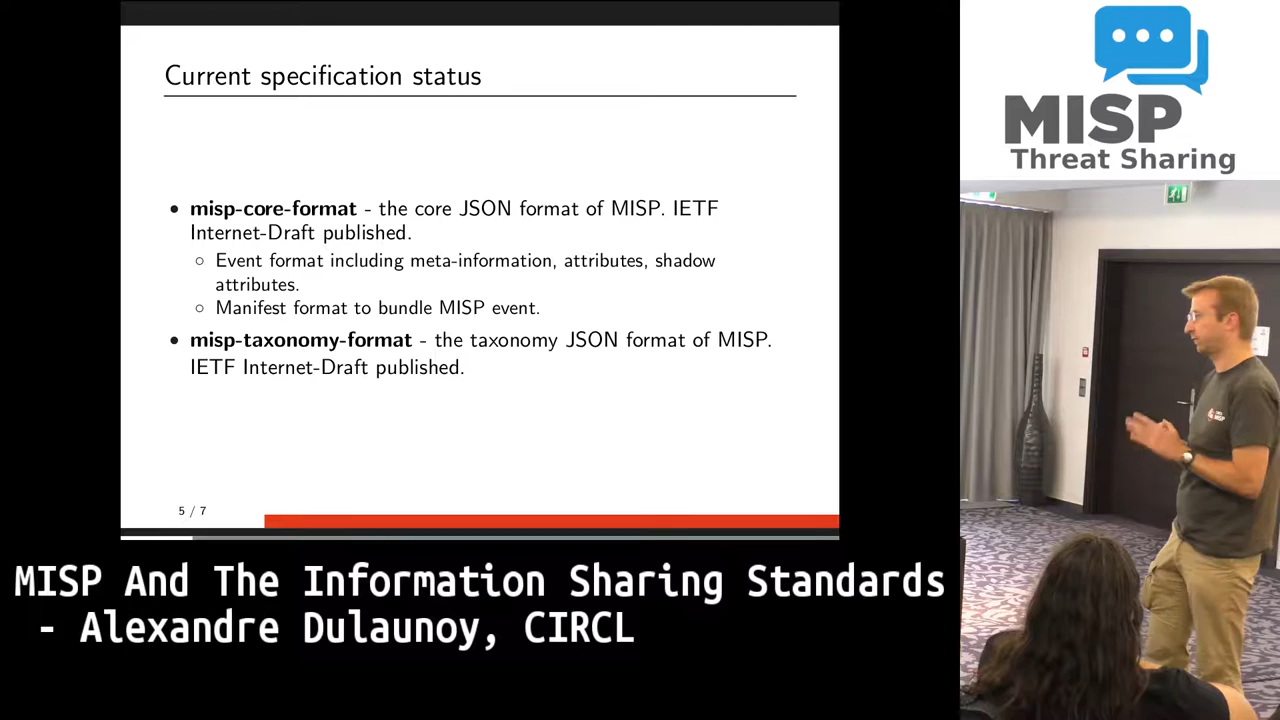 Current specification status
• misp-core-format - the core JSON format of MISP. IETF
Internet-Draft published.
○ Event format including meta-information, attributes, shadow
attributes.
○ Manifest format to bundle MISP event.
• misp-taxonomy-format - the taxonomy JSON format of MISP.
IETF Internet-Draft published.
5 / 7
MISP
Threat Sharing
MISP And The Information Sharing Standards
- Alexandre Dulaunoy, CIRCL